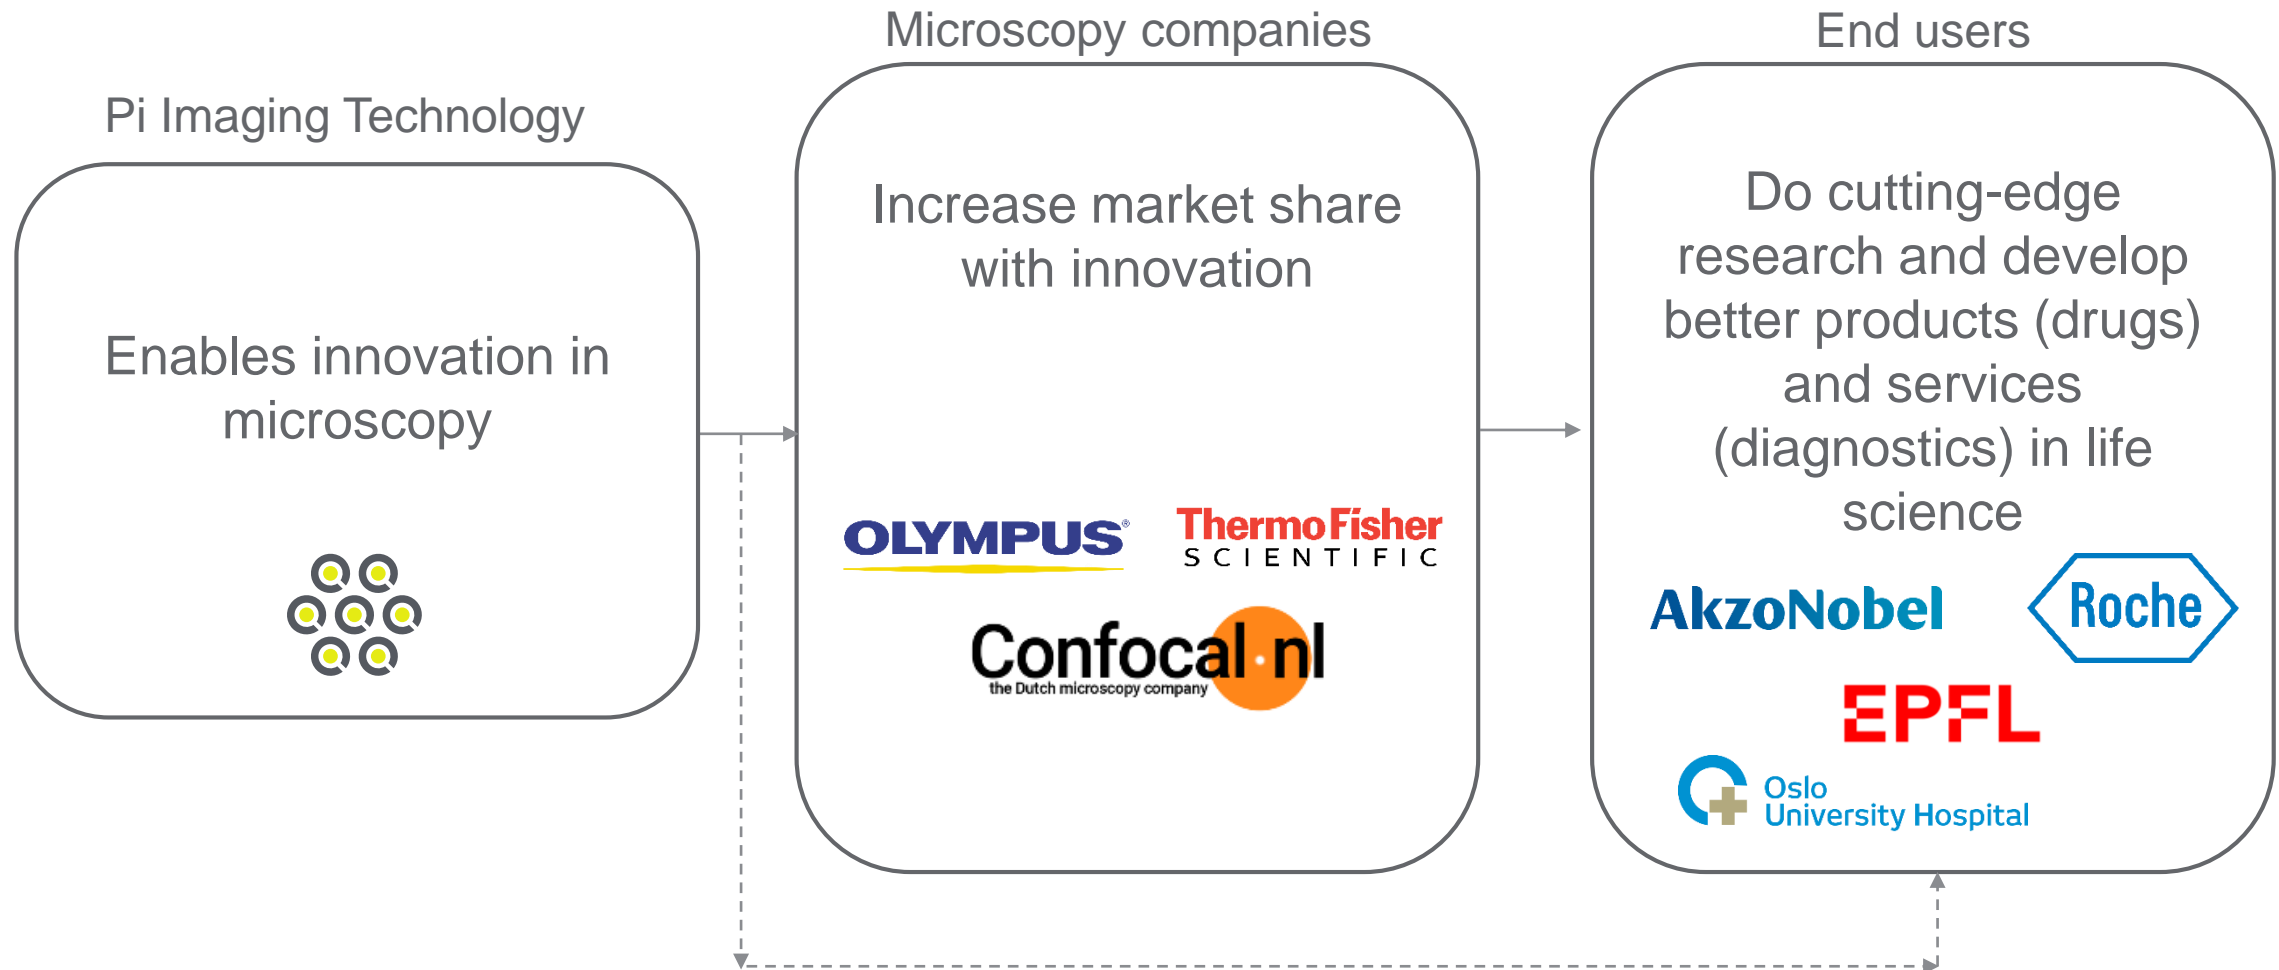 Pi Imaging Technology
Enables innovation in
microscopy
Microscopy companies
Increase market share
with innovation
OLYMPUS®
ThermoFisher
SCIENTIFIC
Confocal.nl
the Dutch microscopy company
End users
Do cutting-edge
research and develop
better products (drugs)
and services
(diagnostics) in life
science
AkzoNobel
Roche
EPFL
Oslo
University Hospital